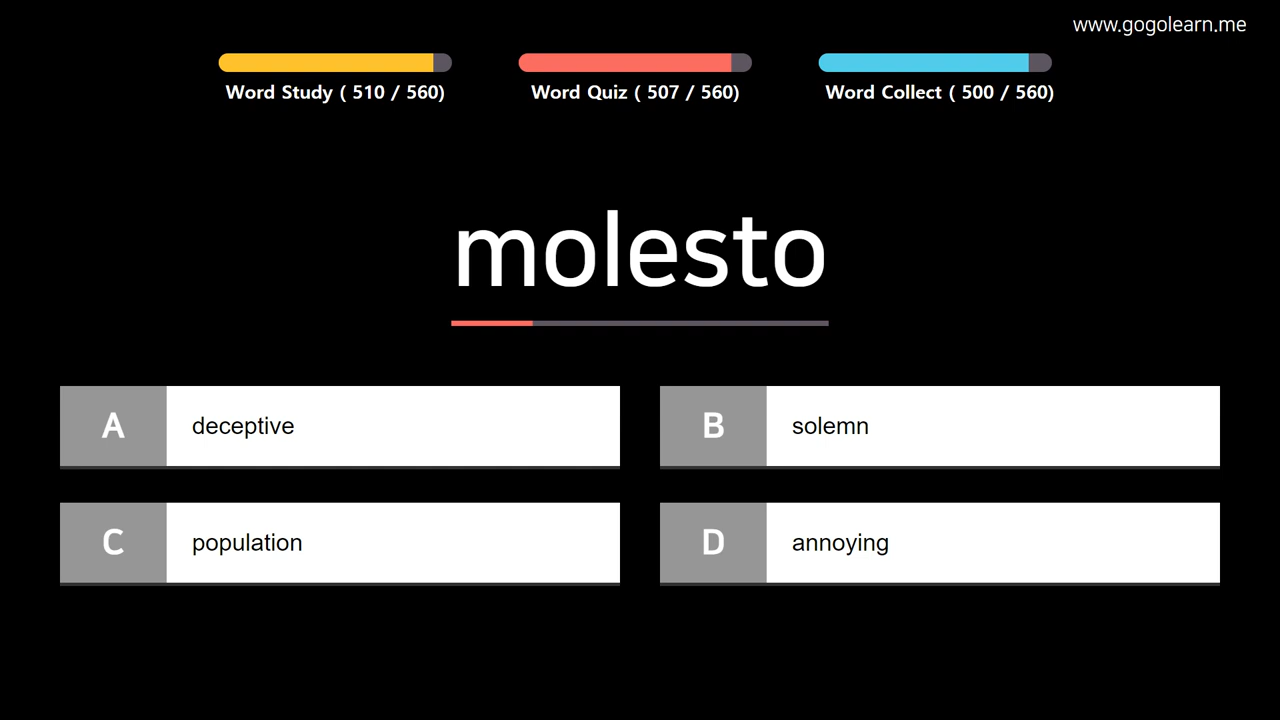 www.gogolearn.me
Word Study ( 510 / 560)
Word Quiz ( 507 / 560)
Word Collect ( 500 / 560)
molesto
A deceptive
B solemn
C population
D annoying